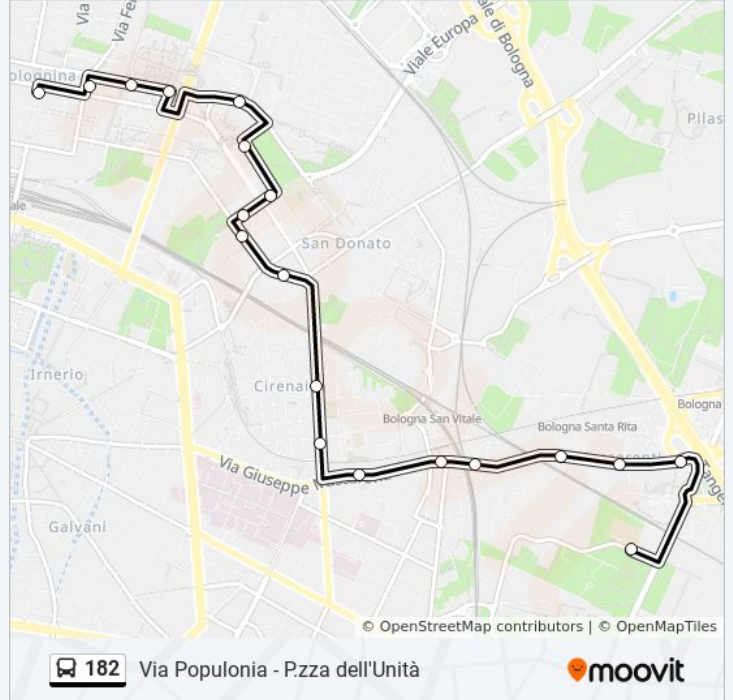 Via
Via Fe
Viale Europa
ale di Bologna
olognina
Pilas
ale
San Donato
Irnerio
Cirenai
Bologna San Vitale
Bologna Santa Rita
Bologna
Via Giuseppe
Tange
Galvani
© OpenStreetMap contributors | © OpenMapTiles
182 Via Populonia - P.zza dell'Unità
moovit